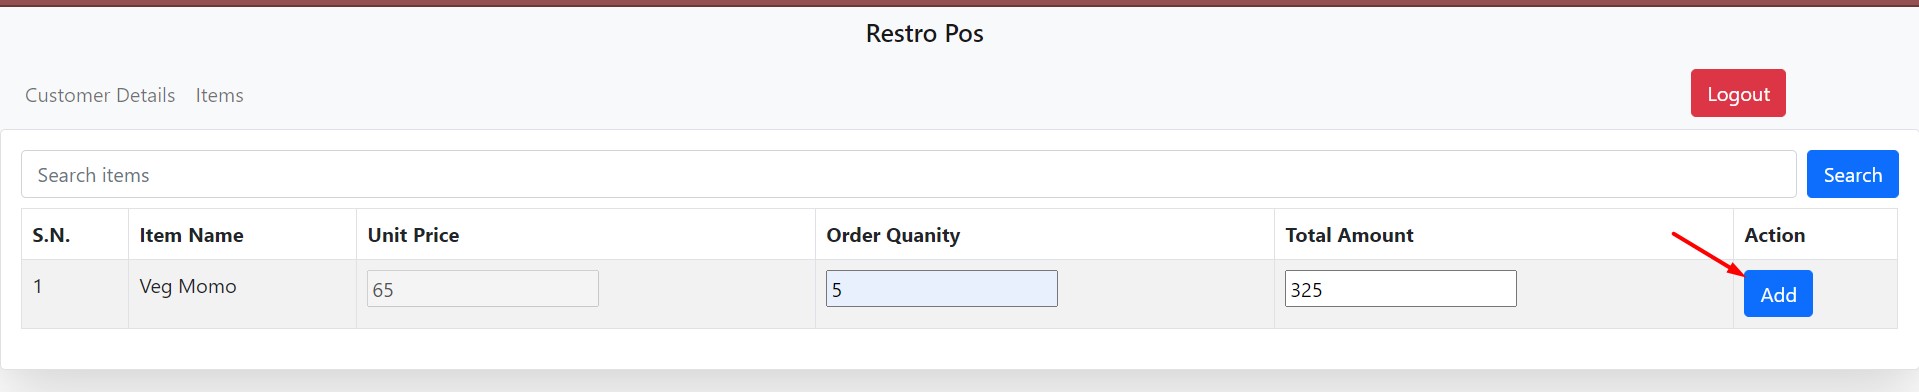 Restro Pos
Customer Details Items Logout
Search items Search
S.N. Item Name Unit Price Order Quanity Total Amount Action
1 Veg Momo 65 5 325 Add